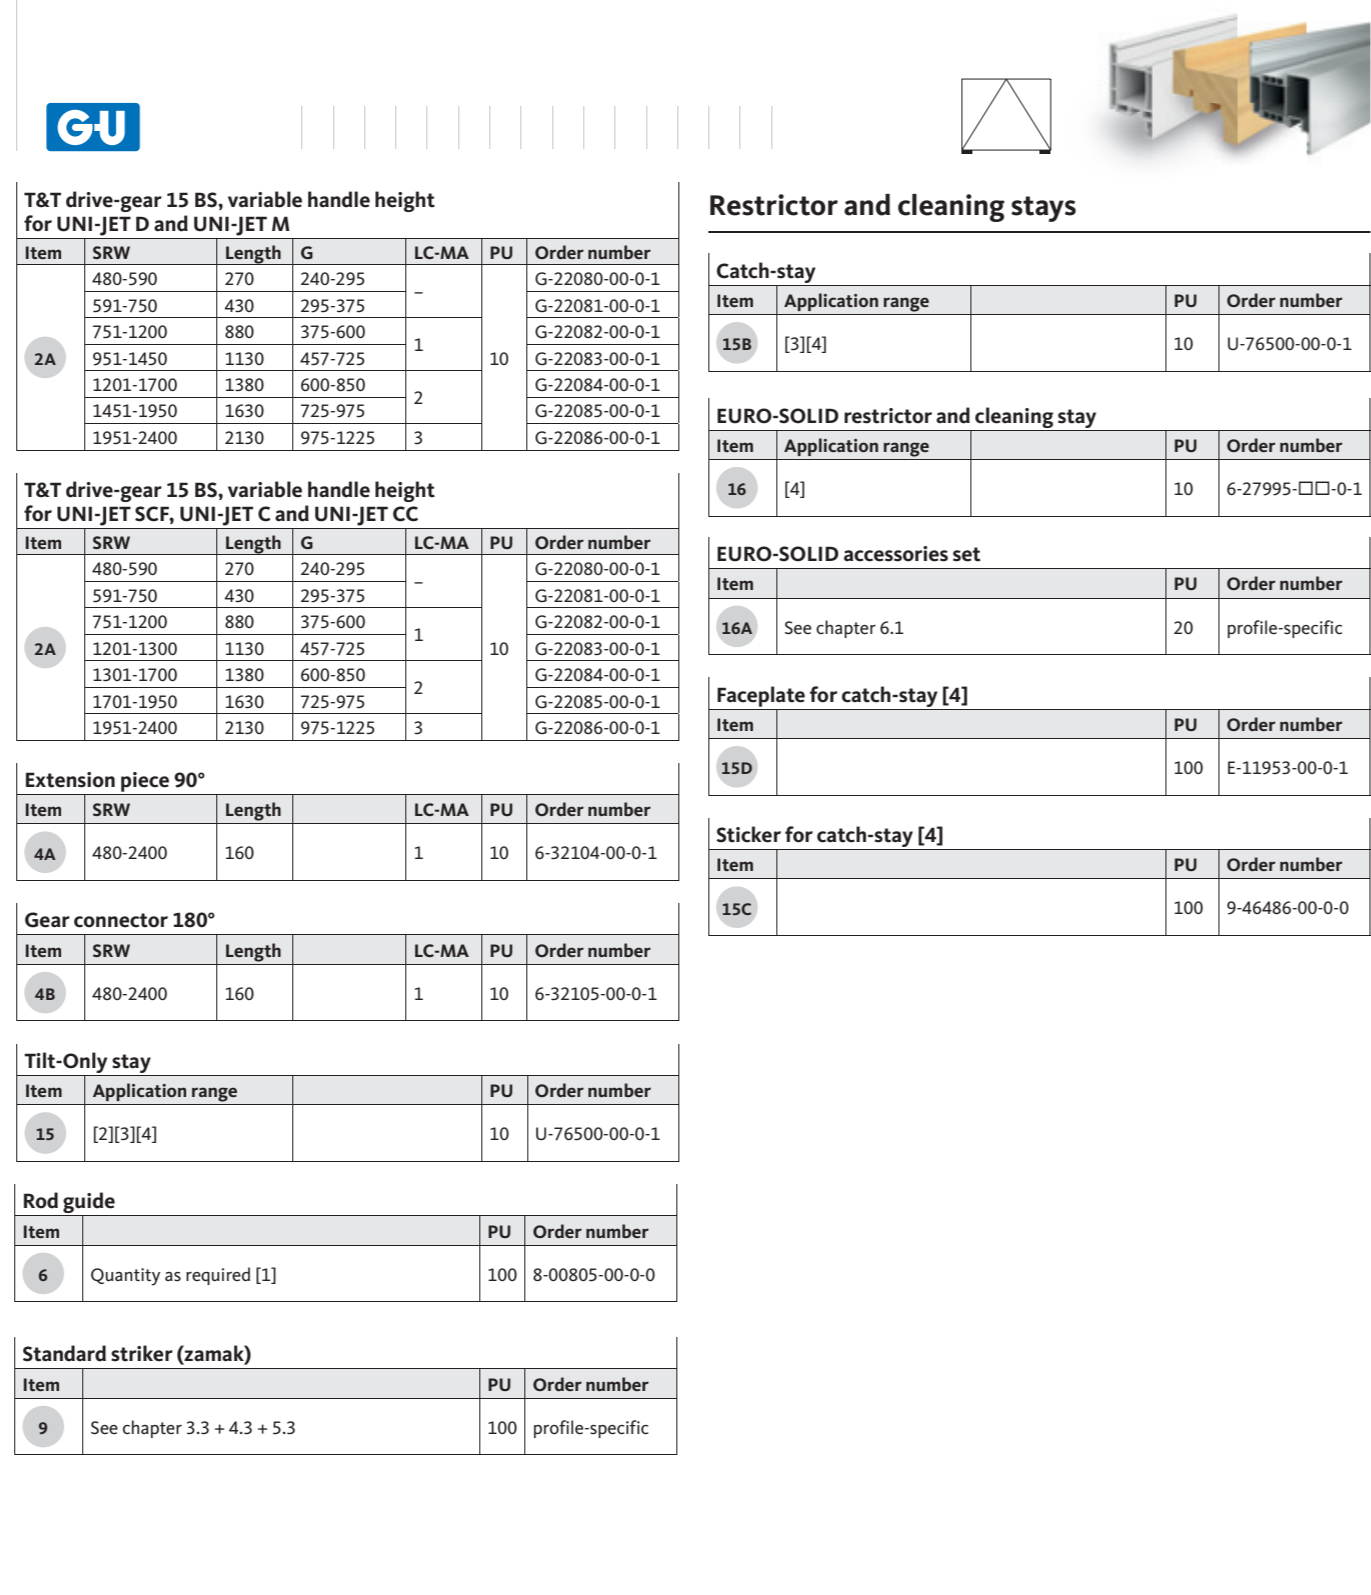 G-U
T&T drive-gear 15 BS, variable handle height
for UNI-JET D and UNI-JET M
Item SRW Length G LC-MA PU Order number
480-590 270 240-295 – G-22080-00-0-1
591-750 430 295-375 G-22081-00-0-1
751-1200 880 375-600 1 G-22082-00-0-1
2A 951-1450 1130 457-725 10 G-22083-00-0-1
1201-1700 1380 600-850 2 G-22084-00-0-1
1451-1950 1630 725-975 G-22085-00-0-1
1951-2400 2130 975-1225 3 G-22086-00-0-1
T&T drive-gear 15 BS, variable handle height
for UNI-JET SCF, UNI-JET C and UNI-JET CC
Item SRW Length G LC-MA PU Order number
480-590 270 240-295 – G-22080-00-0-1
591-750 430 295-375 G-22081-00-0-1
751-1200 880 375-600 1 G-22082-00-0-1
2A 1201-1300 1130 457-725 10 G-22083-00-0-1
1301-1700 1380 600-850 2 G-22084-00-0-1
1701-1950 1630 725-975 G-22085-00-0-1
1951-2400 2130 975-1225 3 G-22086-00-0-1
Extension piece 90°
Item SRW Length LC-MA PU Order number
4A 480-2400 160 1 10 6-32104-00-0-1
Gear connector 180°
Item SRW Length LC-MA PU Order number
4B 480-2400 160 1 10 6-32105-00-0-1
Tilt-Only stay
Item Application range PU Order number
15 [2][3][4] 10 U-76500-00-0-1
Rod guide
Item PU Order number
6 Quantity as required [1] 100 8-00805-00-0-0
Standard striker (zamak)
Item PU Order number
9 See chapter 3.3 + 4.3 + 5.3 100 profile-specific
Restrictor and cleaning stays
Catch-stay
Item Application range PU Order number
15B [3][4] 10 U-76500-00-0-1
EURO-SOLID restrictor and cleaning stay
Item Application range PU Order number
16 [4] 10 6-27995-□□-0-1
EURO-SOLID accessories set
Item PU Order number
16A See chapter 6.1 20 profile-specific
Faceplate for catch-stay [4]
Item PU Order number
15D 100 E-11953-00-0-1
Sticker for catch-stay [4]
Item PU Order number
15C 100 9-46486-00-0-0